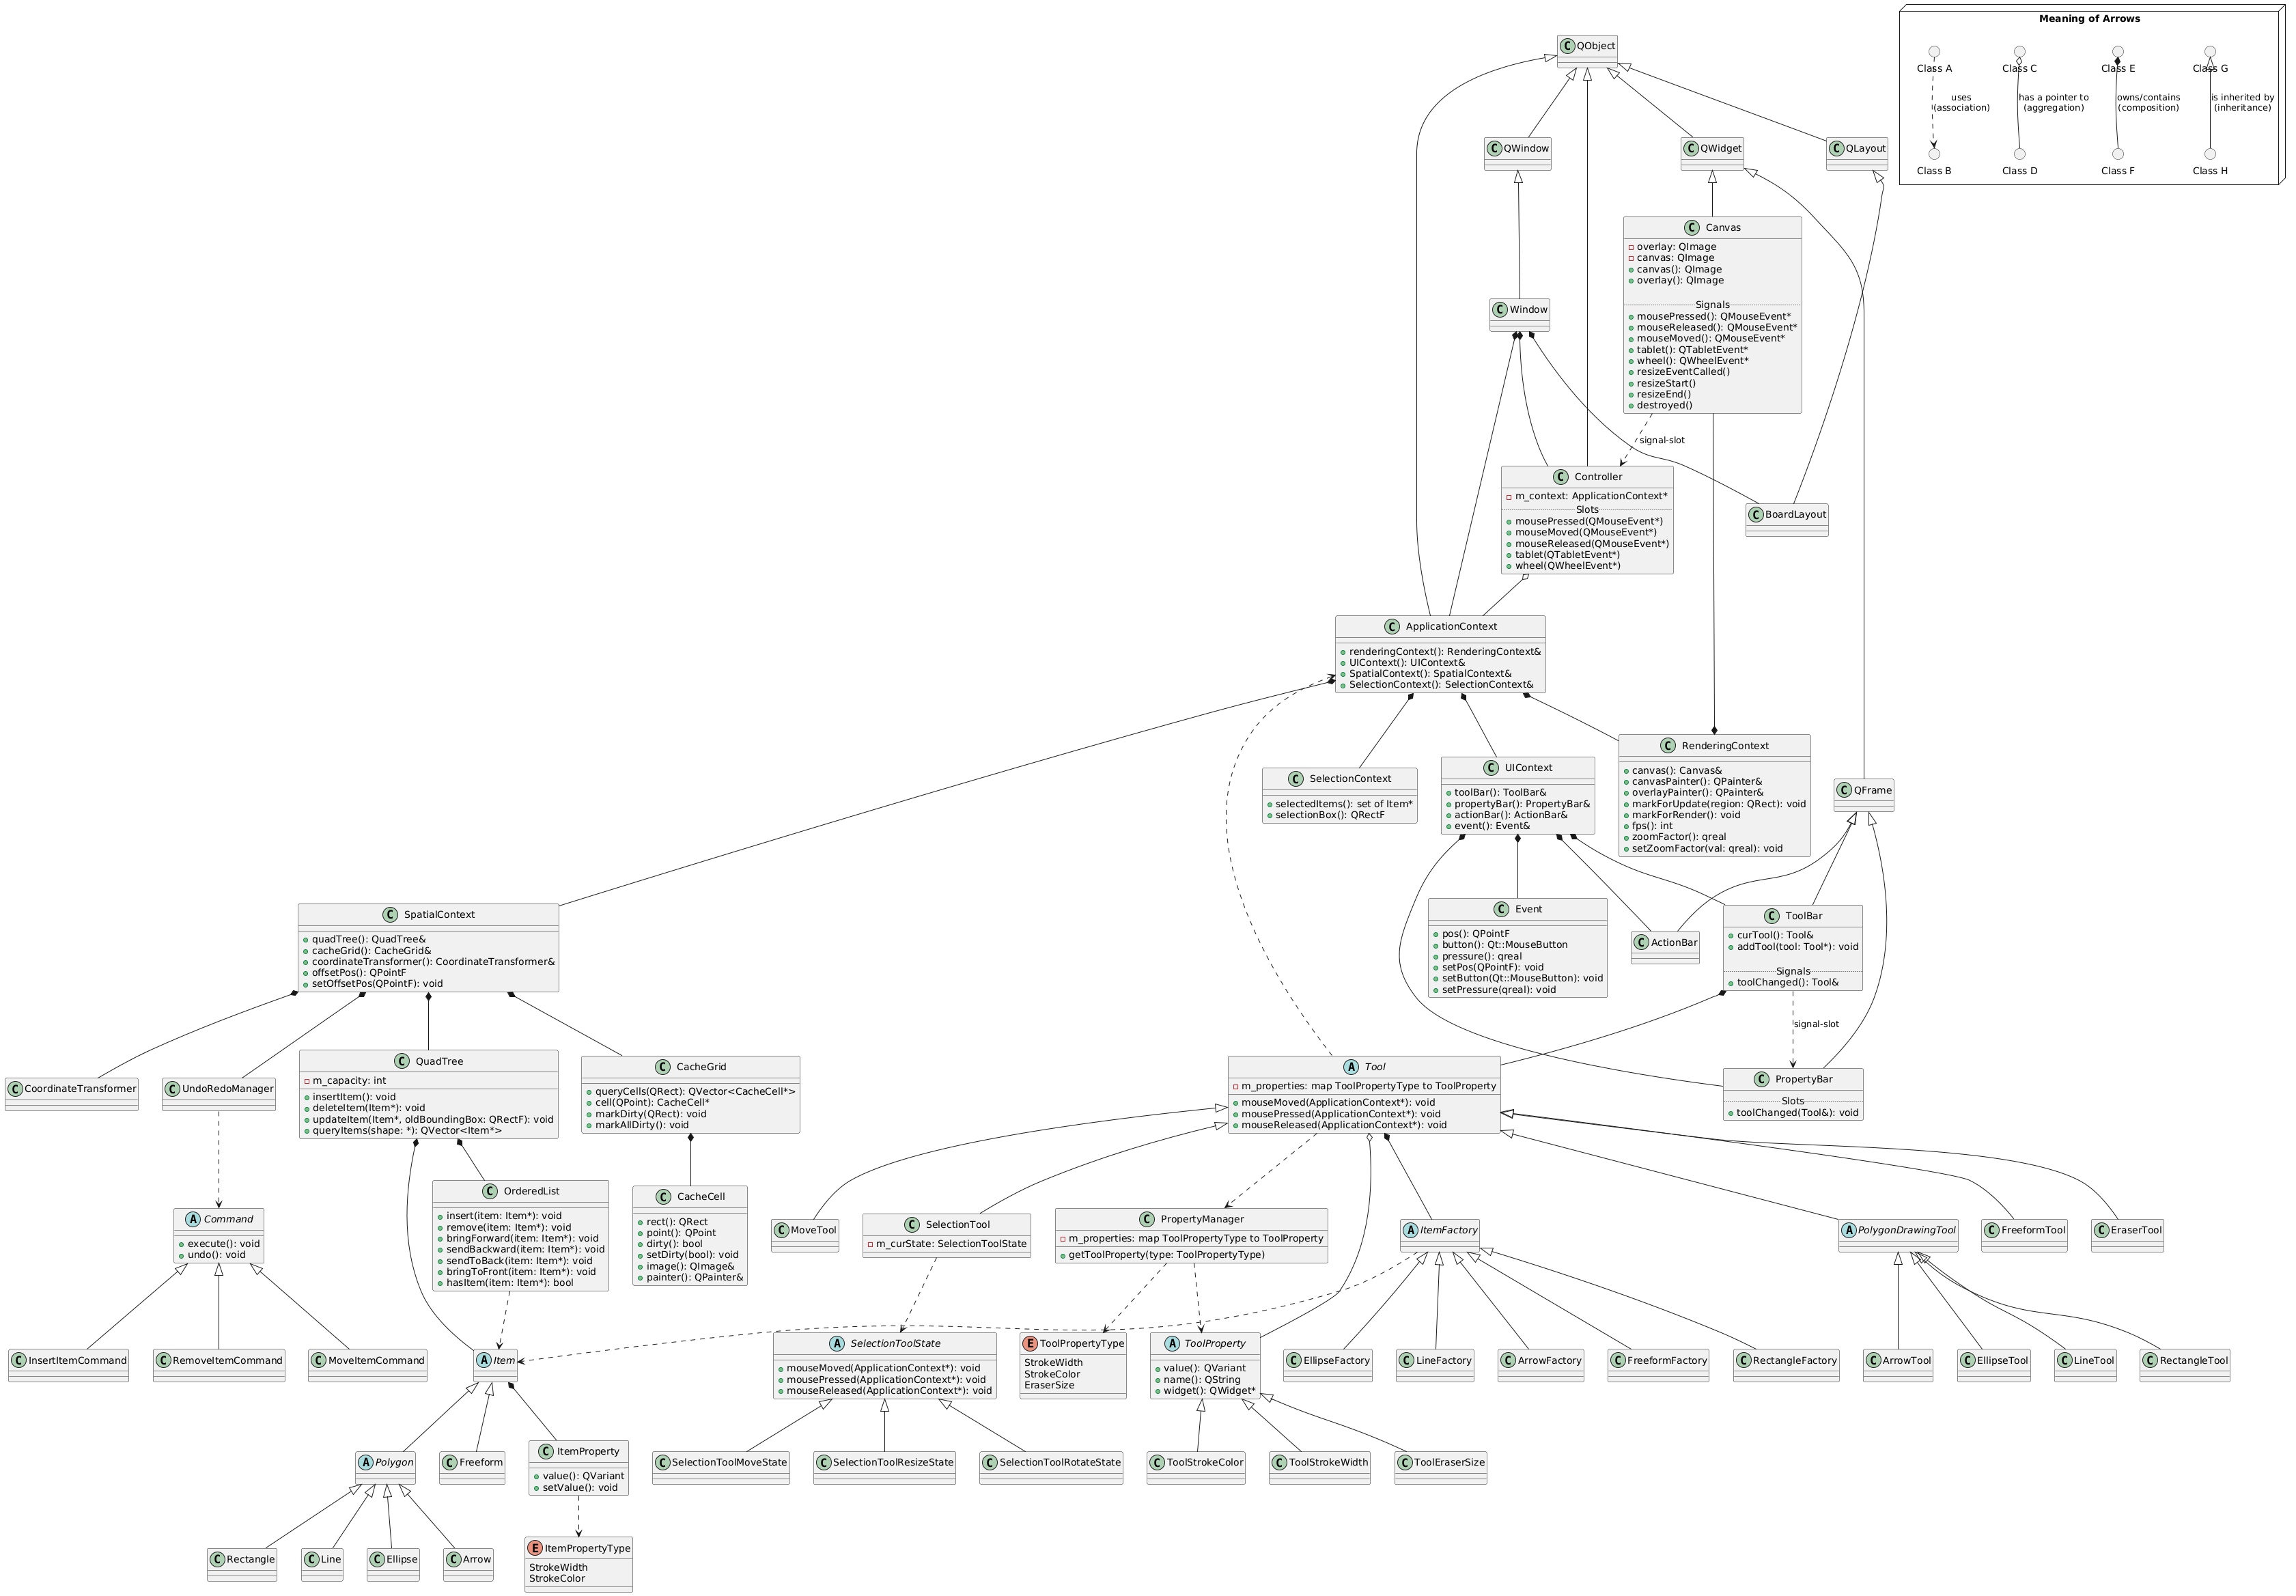 Meaning of Arrows
Class A
Class C
Class E
Class G
uses
(association)
has a pointer to
(aggregation)
owns/contains
(composition)
is inherited by
(inheritance)
Class B
Class D
Class F
Class H
C QObject
C QWindow
C QWidget
C QLayout
C Canvas
overlay: QImage
canvas: QImage
canvas(): QImage
overlay(): QImage
Signals
mousePressed(): QMouseEvent*
mouseReleased(): QMouseEvent*
mouseMoved(): QMouseEvent*
tablet(): QTabletEvent*
wheel(): QWheelEvent*
resizeEventCalled()
resizeStart()
resizeEnd()
destroyed()
C Window
signal-slot
C Controller
m_context: ApplicationContext*
Slots
mousePressed(QMouseEvent*)
mouseMoved(QMouseEvent*)
mouseReleased(QMouseEvent*)
tablet(QTabletEvent*)
wheel(QWheelEvent*)
C BoardLayout
C ApplicationContext
renderingContext(): RenderingContext&
UIContext(): UIContext&
SpatialContext(): SpatialContext&
SelectionContext(): SelectionContext&
C SelectionContext
selectedItems(): set of Item*
selectionBox(): QRectF
C UIContext
toolBar(): ToolBar&
propertyBar(): PropertyBar&
actionBar(): ActionBar&
event(): Event&
C RenderingContext
canvas(): Canvas&
canvasPainter(): QPainter&
overlayPainter(): QPainter&
markForUpdate(region: QRect): void
markForRender(): void
fps(): int
zoomFactor(): qreal
setZoomFactor(val: qreal): void
C QFrame
C SpatialContext
quadTree(): QuadTree&
cacheGrid(): CacheGrid&
coordinateTransformer(): CoordinateTransformer&
offsetPos(): QPointF
setOffsetPos(QPointF): void
C Event
pos(): QPointF
button(): Qt::MouseButton
pressure(): qreal
setPos(QPointF): void
setButton(Qt::MouseButton): void
setPressure(qreal): void
C ActionBar
C ToolBar
curTool(): Tool&
addTool(tool: Tool*): void
Signals
toolChanged(): Tool&
signal-slot
C CoordinateTransformer
C UndoRedoManager
C QuadTree
m_capacity: int
insertItem(): void
deleteItem(Item*): void
updateItem(Item*, oldBoundingBox: QRectF): void
queryItems(shape: *): QVector<Item*>
C CacheGrid
queryCells(QRect): QVector<CacheCell*>
cell(QPoint): CacheCell*
markDirty(QRect): void
markAllDirty(): void
A Tool
m_properties: map ToolPropertyType to ToolProperty
mouseMoved(ApplicationContext*): void
mousePressed(ApplicationContext*): void
mouseReleased(ApplicationContext*): void
C PropertyBar
Slots
toolChanged(Tool&): void
A Command
execute(): void
undo(): void
C OrderedList
insert(item: Item*): void
remove(item: Item*): void
bringForward(item: Item*): void
sendBackward(item: Item*): void
sendToBack(item: Item*): void
bringToFront(item: Item*): void
hasItem(item: Item*): bool
C CacheCell
rect(): QRect
point(): QPoint
dirty(): bool
setDirty(bool): void
image(): QImage&
painter(): QPainter&
C MoveTool
C SelectionTool
m_curState: SelectionToolState
C PropertyManager
m_properties: map ToolPropertyType to ToolProperty
getToolProperty(type: ToolPropertyType)
A ItemFactory
A PolygonDrawingTool
C FreeformTool
C EraserTool
C InsertItemCommand
C RemoveItemCommand
C MoveItemCommand
A Item
A SelectionToolState
mouseMoved(ApplicationContext*): void
mousePressed(ApplicationContext*): void
mouseReleased(ApplicationContext*): void
E ToolPropertyType
StrokeWidth
StrokeColor
EraserSize
A ToolProperty
value(): QVariant
name(): QString
widget(): QWidget*
C EllipseFactory
C LineFactory
C ArrowFactory
C FreeformFactory
C RectangleFactory
C ArrowTool
C EllipseTool
C LineTool
C RectangleTool
A Polygon
C Freeform
C ItemProperty
value(): QVariant
setValue(): void
C SelectionToolMoveState
C SelectionToolResizeState
C SelectionToolRotateState
C ToolStrokeColor
C ToolStrokeWidth
C ToolEraserSize
C Rectangle
C Line
C Ellipse
C Arrow
E ItemPropertyType
StrokeWidth
StrokeColor